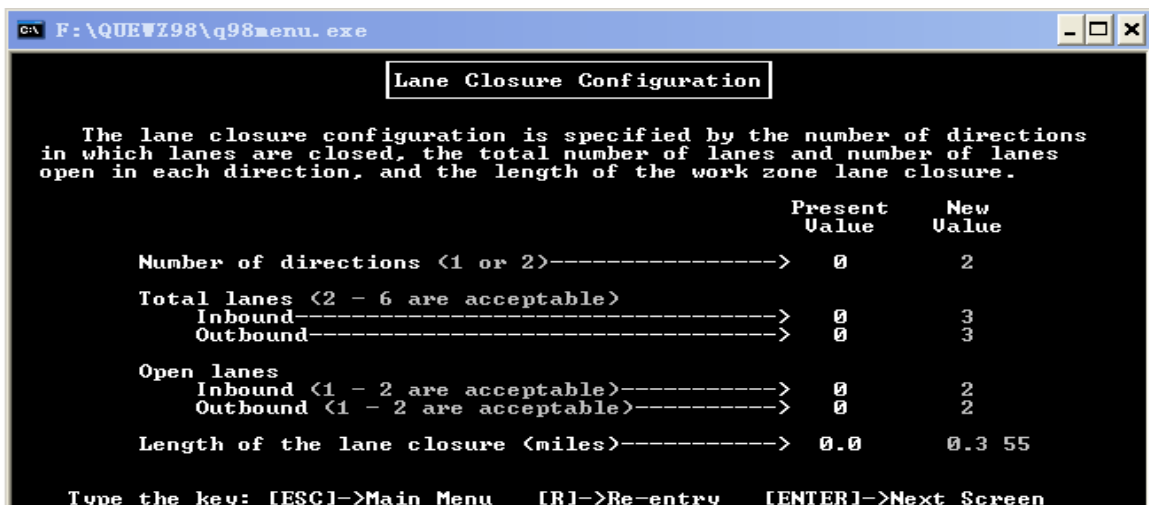 F:\QUEWZ98\q98menu.exe
Lane Closure Configuration
The lane closure configuration is specified by the number of directions
in which lanes are closed, the total number of lanes and number of lanes
open in each direction, and the length of the work zone lane closure.
Present New
Value Value
Number of directions (1 or 2)----------------> 0 2
Total lanes (2 - 6 are acceptable)
Inbound----------------------------------> 0 3
Outbound---------------------------------> 0 3
Open lanes
Inbound (1 - 2 are acceptable)-----------> 0 2
Outbound (1 - 2 are acceptable)----------> 0 2
Length of the lane closure (miles)-----------> 0.0 0.3 55
Type the key: [ESC]->Main Menu [R]->Re-entry [ENTER]->Next Screen